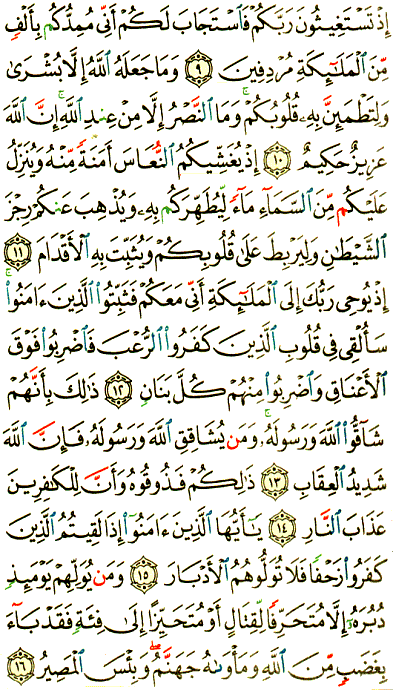 إِذْ تَسْتَغِيثُونَ رَبَّكُمْ فَٱسْتَجَابَ لَكُمْ أَنِّى مُمِدُّكُم بِأَلْفٍ
مِّنَ ٱلْمَلَـٰٓئِكَةِ مُرْدِفِينَ ٩ وَمَا جَعَلَهُ ٱللَّهُ إِلَّا بُشْرَىٰ
وَلِتَطْمَئِنَّ بِهِۦ قُلُوبُكُمْ ۚ وَمَا ٱلنَّصْرُ إِلَّا مِنْ عِندِ ٱللَّهِ ۚ إِنَّ ٱللَّهَ
عَزِيزٌ حَكِيمٌ ١٠ إِذْ يُغَشِّيكُمُ ٱلنُّعَاسَ أَمَنَةً مِّنْهُ وَيُنَزِّلُ
عَلَيْكُم مِّنَ ٱلسَّمَآءِ مَآءً لِّيُطَهِّرَكُم بِهِۦ وَيُذْهِبَ عَنكُمْ رِجْزَ
ٱلشَّيْطَـٰنِ وَلِيَرْبِطَ عَلَىٰ قُلُوبِكُمْ وَيُثَبِّتَ بِهِ ٱلْأَقْدَامَ ١١
إِذْ يُوحِى رَبُّكَ إِلَى ٱلْمَلَـٰٓئِكَةِ أَنِّى مَعَكُمْ فَثَبِّتُوا۟ ٱلَّذِينَ ءَامَنُوا۟ ۚ
سَأُلْقِى فِى قُلُوبِ ٱلَّذِينَ كَفَرُوا۟ ٱلرُّعْبَ فَٱضْرِبُوا۟ فَوْقَ
ٱلْأَعْنَاقِ وَٱضْرِبُوا۟ مِنْهُمْ كُلَّ بَنَانٍ ١٢ ذَٰلِكَ بِأَنَّهُمْ
شَآقُّوا۟ ٱللَّهَ وَرَسُولَهُۥ ۚ وَمَن يُشَاقِقِ ٱللَّهَ وَرَسُولَهُۥ فَإِنَّ ٱللَّهَ
شَدِيدُ ٱلْعِقَابِ ١٣ ذَٰلِكُمْ فَذُوقُوهُ وَأَنَّ لِلْكَـٰفِرِينَ
عَذَابَ ٱلنَّارِ ١٤ يَـٰٓأَيُّهَا ٱلَّذِينَ ءَامَنُوٓا۟ إِذَا لَقِيتُمُ ٱلَّذِينَ
كَفَرُوا۟ زَحْفًا فَلَا تُوَلُّوهُمُ ٱلْأَدْبَارَ ١٥ وَمَن يُوَلِّهِمْ يَوْمَئِذٍ
دُبُرَهُۥٓ إِلَّا مُتَحَرِّفًا لِّقِتَالٍ أَوْ مُتَحَيِّزًا إِلَىٰ فِئَةٍ فَقَدْ بَآءَ
بِغَضَبٍ مِّنَ ٱللَّهِ وَمَأْوَىٰهُ جَهَنَّمُ ۖ وَبِئْسَ ٱلْمَصِيرُ ١٦